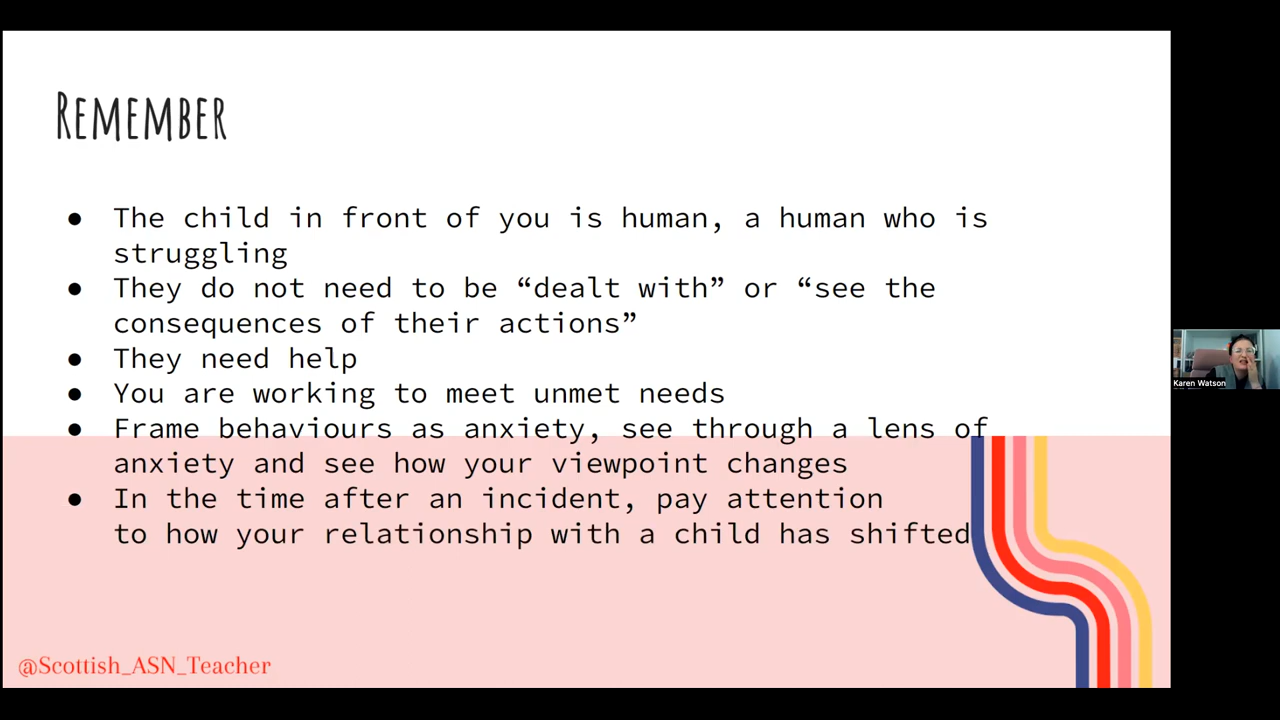 Remember
● The child in front of you is human, a human who is
struggling
● They do not need to be “dealt with” or “see the
consequences of their actions”
● They need help
● You are working to meet unmet needs
● Frame behaviours as anxiety, see through a lens of
anxiety and see how your viewpoint changes
● In the time after an incident, pay attention
to how your relationship with a child has shifted
@Scottish_ASN_Teacher
Karen Watson